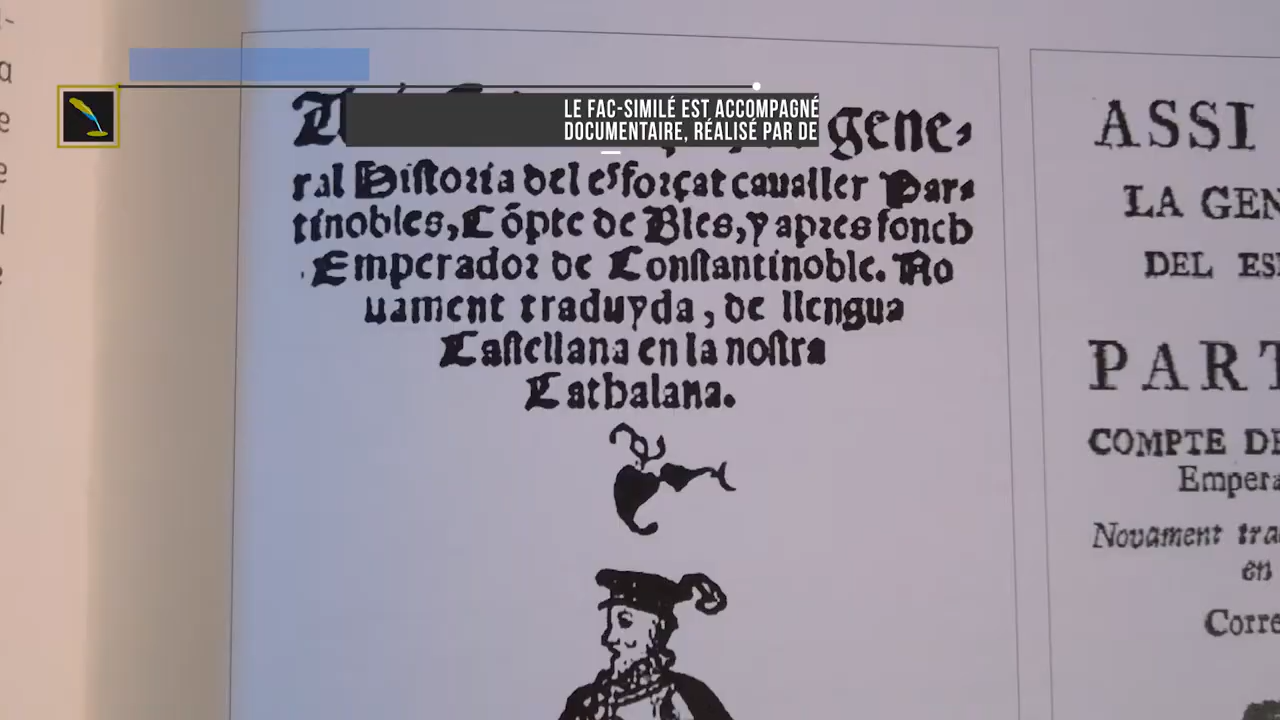 LE FAC-SIMILÉ EST ACCOMPAGNÉ
DOCUMENTAIRE, RÉALISÉ PAR DE
gene-
ral Historia del esforçat caualler Par-
tinobles, Cõpte de Bles, y apres fonch
Emperador de Constantinoble. No
uament traduyda, de llengua
Castellana en la nostra
Cathalana.
ASSI
LA GEN
DEL ES
PART
COMPTE DE
Empera
Novament tra
en
Corre
a
e
e
l
e